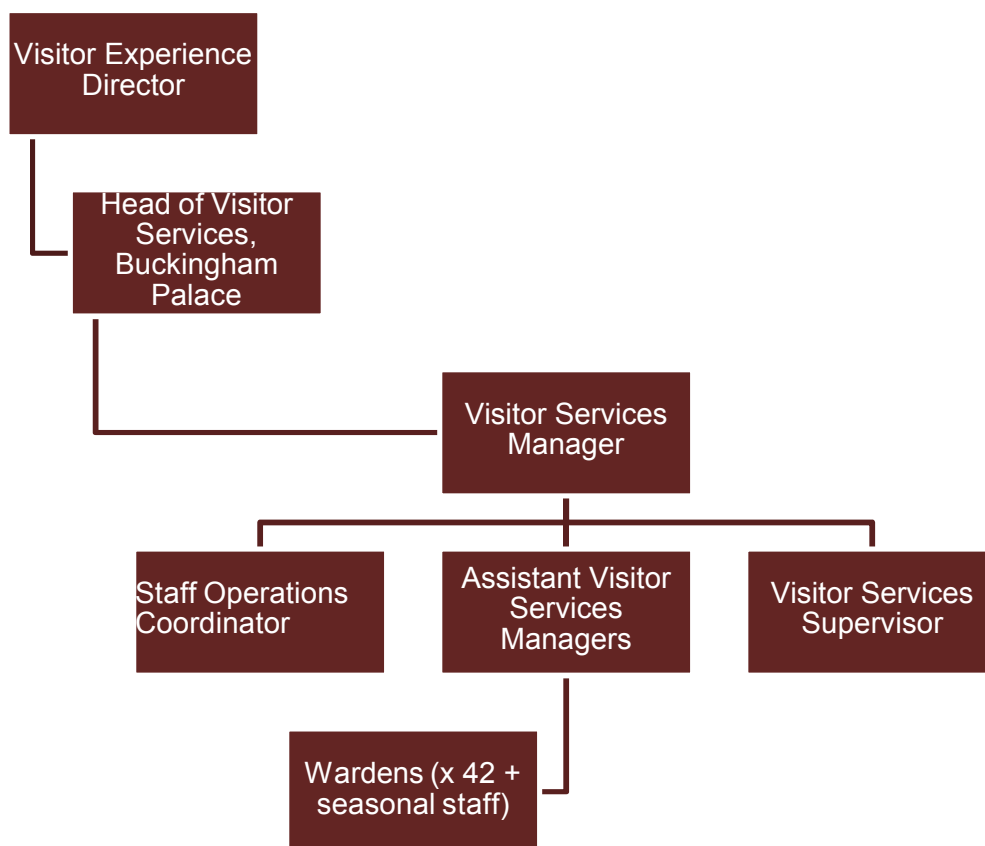 Visitor Experience
Director
Head of Visitor
Services,
Buckingham
Palace
Visitor Services
Manager
Staff Operations
Coordinator
Assistant Visitor
Services
Managers
Visitor Services
Supervisor
Wardens (x 42 +
seasonal staff)